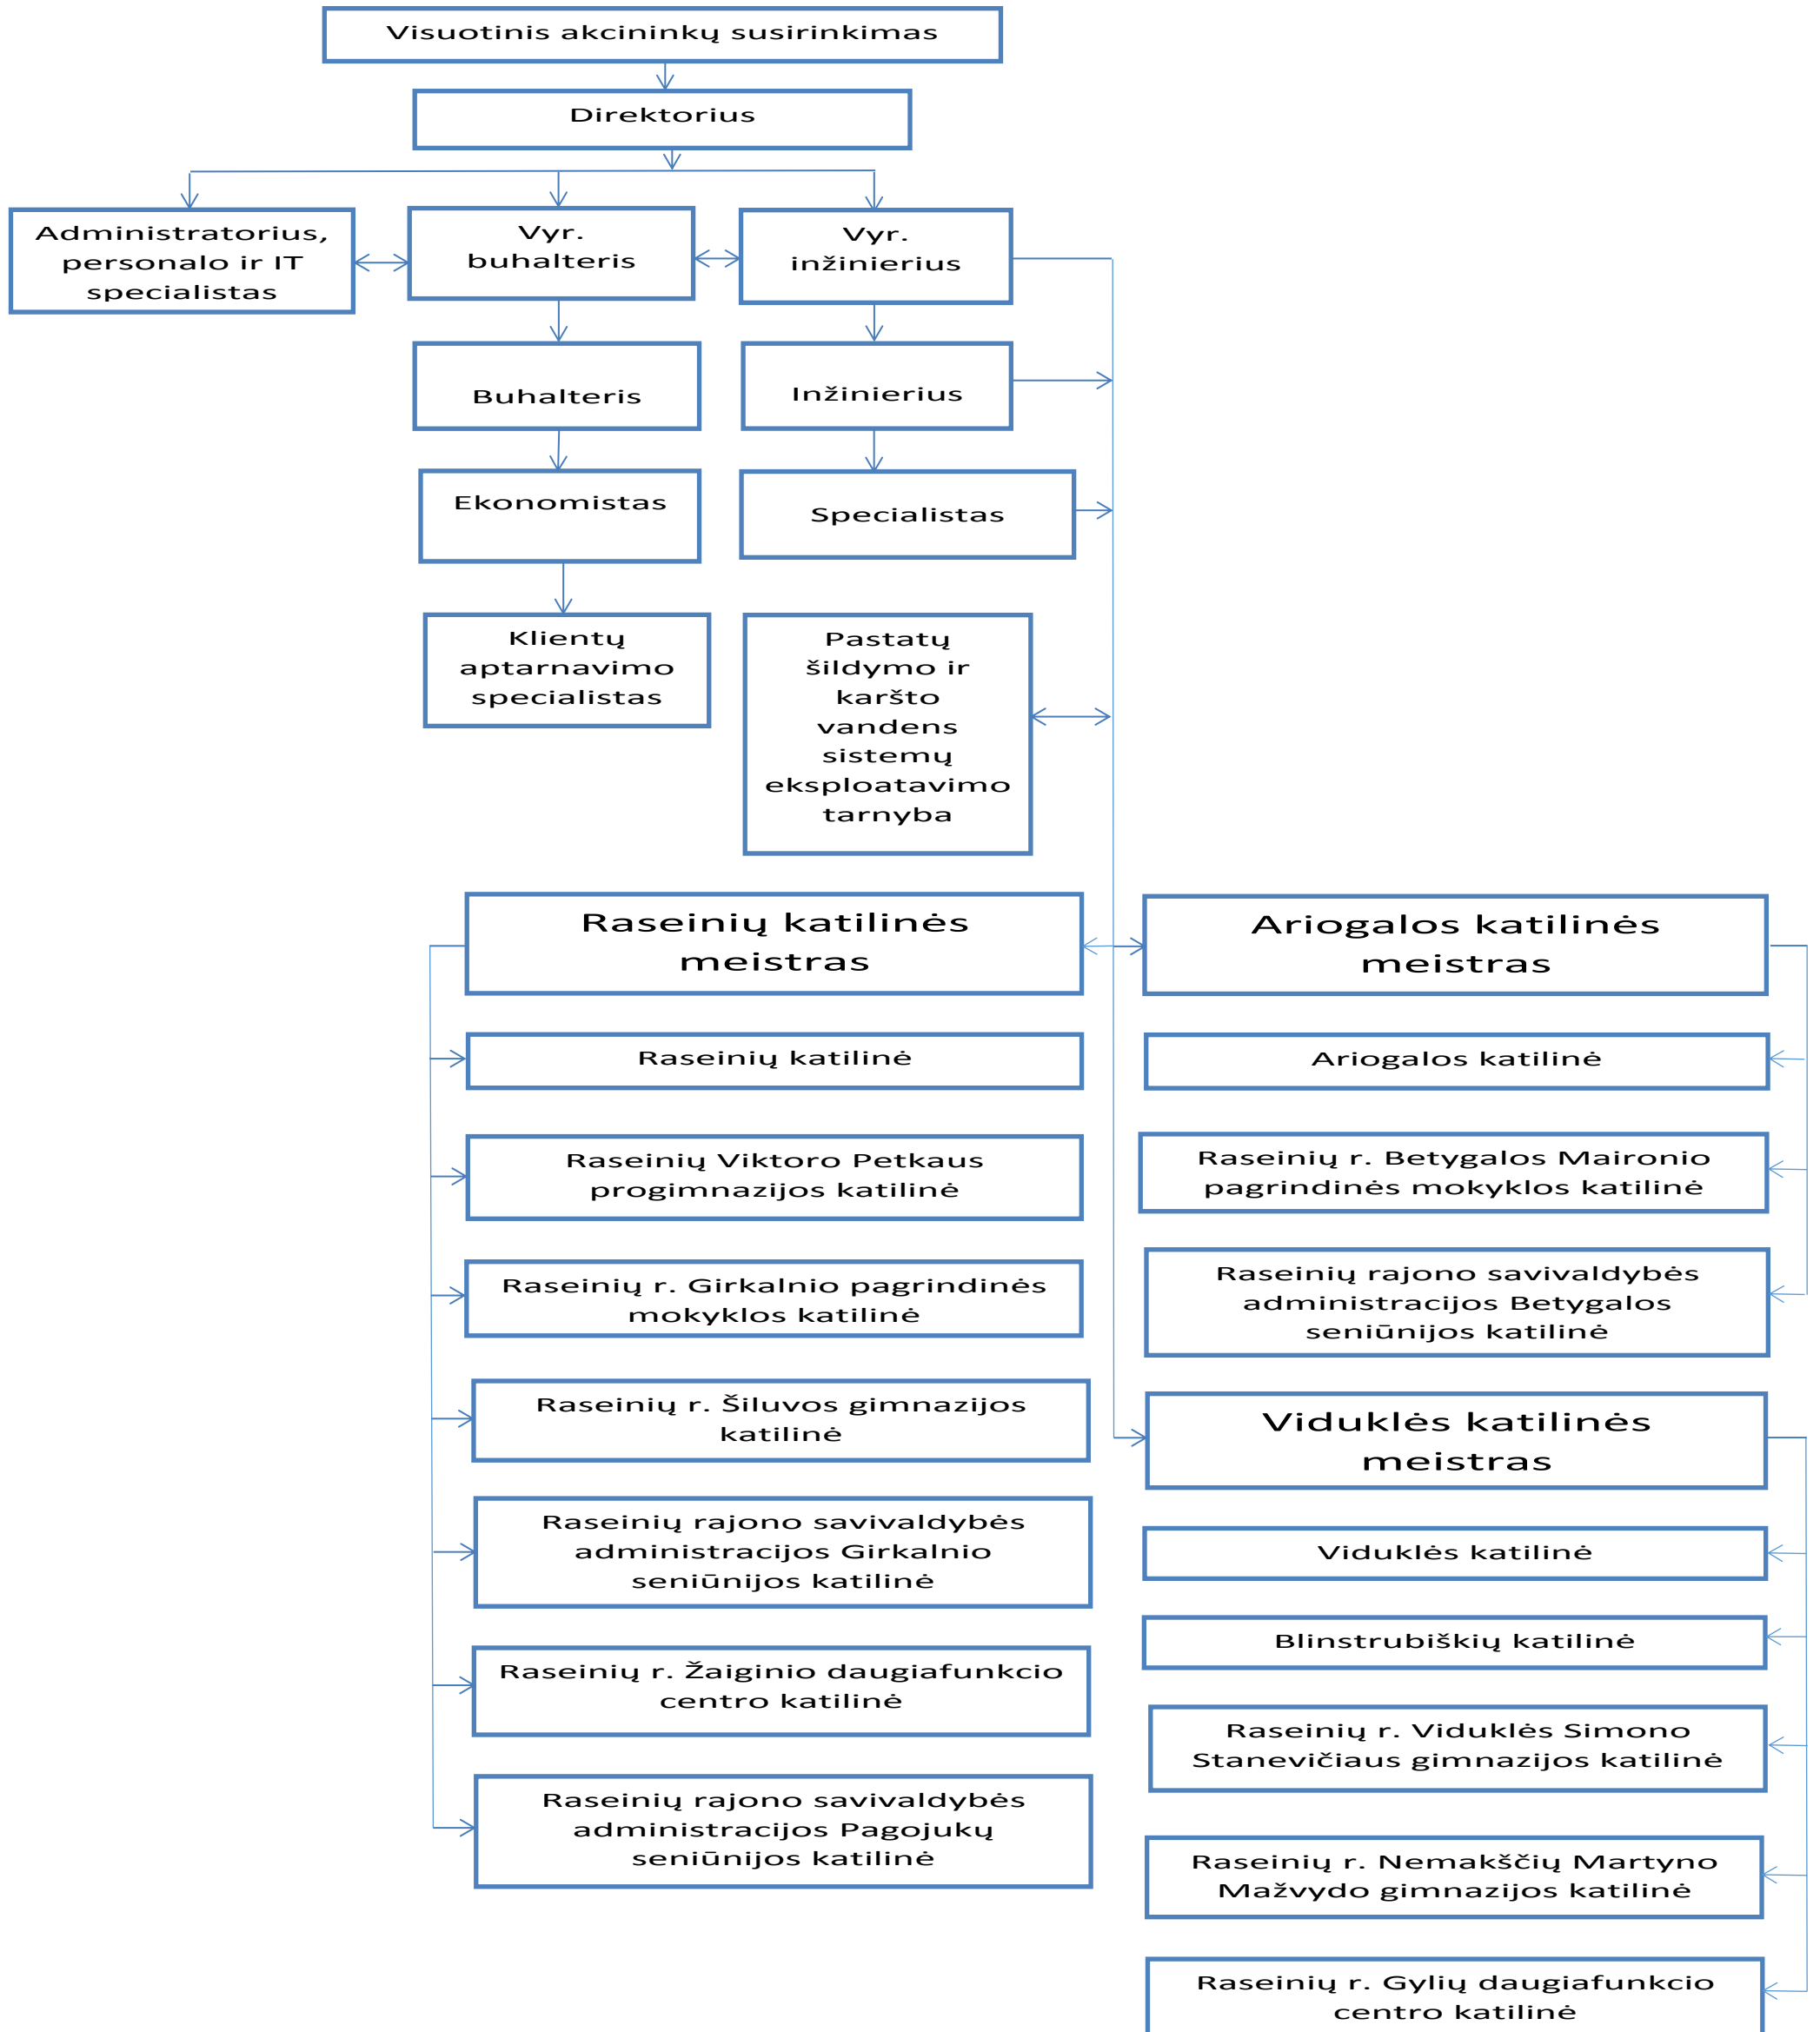 Visuotinis akcininkų susirinkimas
Direktorius
Administratorius,
personalo ir IT
specialistas
Vyr.
buhalteris
Vyr.
inžinierius
Buhalteris
Inžinierius
Ekonomistas
Specialistas
Klientų
aptarnavimo
specialistas
Pastatų
šildymo ir
karšto
vandens
sistemų
eksploatavimo
tarnyba
Raseinių katilinės
meistras
Raseinių katilinė
Raseinių Viktoro Petkaus
progimnazijos katilinė
Raseinių r. Girkalnio pagrindinės
mokyklos katilinė
Raseinių r. Šiluvos gimnazijos
katilinė
Raseinių rajono savivaldybės
administracijos Girkalnio
seniūnijos katilinė
Raseinių r. Žaiginio daugiafunkcio
centro katilinė
Raseinių rajono savivaldybės
administracijos Pagojukų
seniūnijos katilinė
Ariogalos katilinės
meistras
Ariogalos katilinė
Raseinių r. Betygalos Maironio
pagrindinės mokyklos katilinė
Raseinių rajono savivaldybės
administracijos Betygalos
seniūnijos katilinė
Viduklės katilinės
meistras
Viduklės katilinė
Blinstrubiškių katilinė
Raseinių r. Viduklės Simono
Stanevičiaus gimnazijos katilinė
Raseinių r. Nemakščių Martyno
Mažvydo gimnazijos katilinė
Raseinių r. Gylių daugiafunkcio
centro katilinė